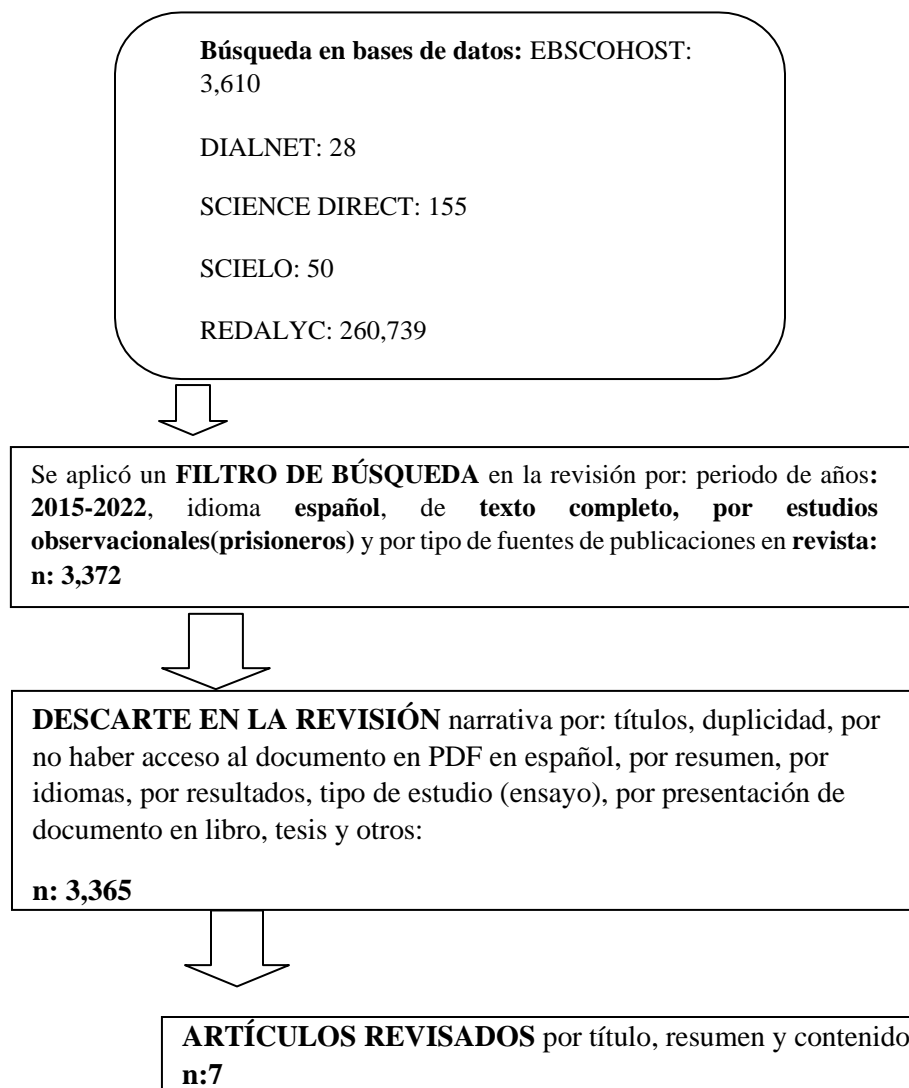 Búsqueda en bases de datos: EBSCOHOST:
3,610
DIALNET: 28
SCIENCE DIRECT: 155
SCIELO: 50
REDALYC: 260,739
Se aplicó un FILTRO DE BÚSQUEDA en la revisión por: periodo de años:
2015-2022, idioma español, de texto completo, por estudios
observacionales(prisioneros) y por tipo de fuentes de publicaciones en revista:
n: 3,372
DESCARTE EN LA REVISIÓN narrativa por: títulos, duplicidad, por
no haber acceso al documento en PDF en español, por resumen, por
idiomas, por resultados, tipo de estudio (ensayo), por presentación de
documento en libro, tesis y otros:
n: 3,365
ARTÍCULOS REVISADOS por título, resumen y contenido
n:7